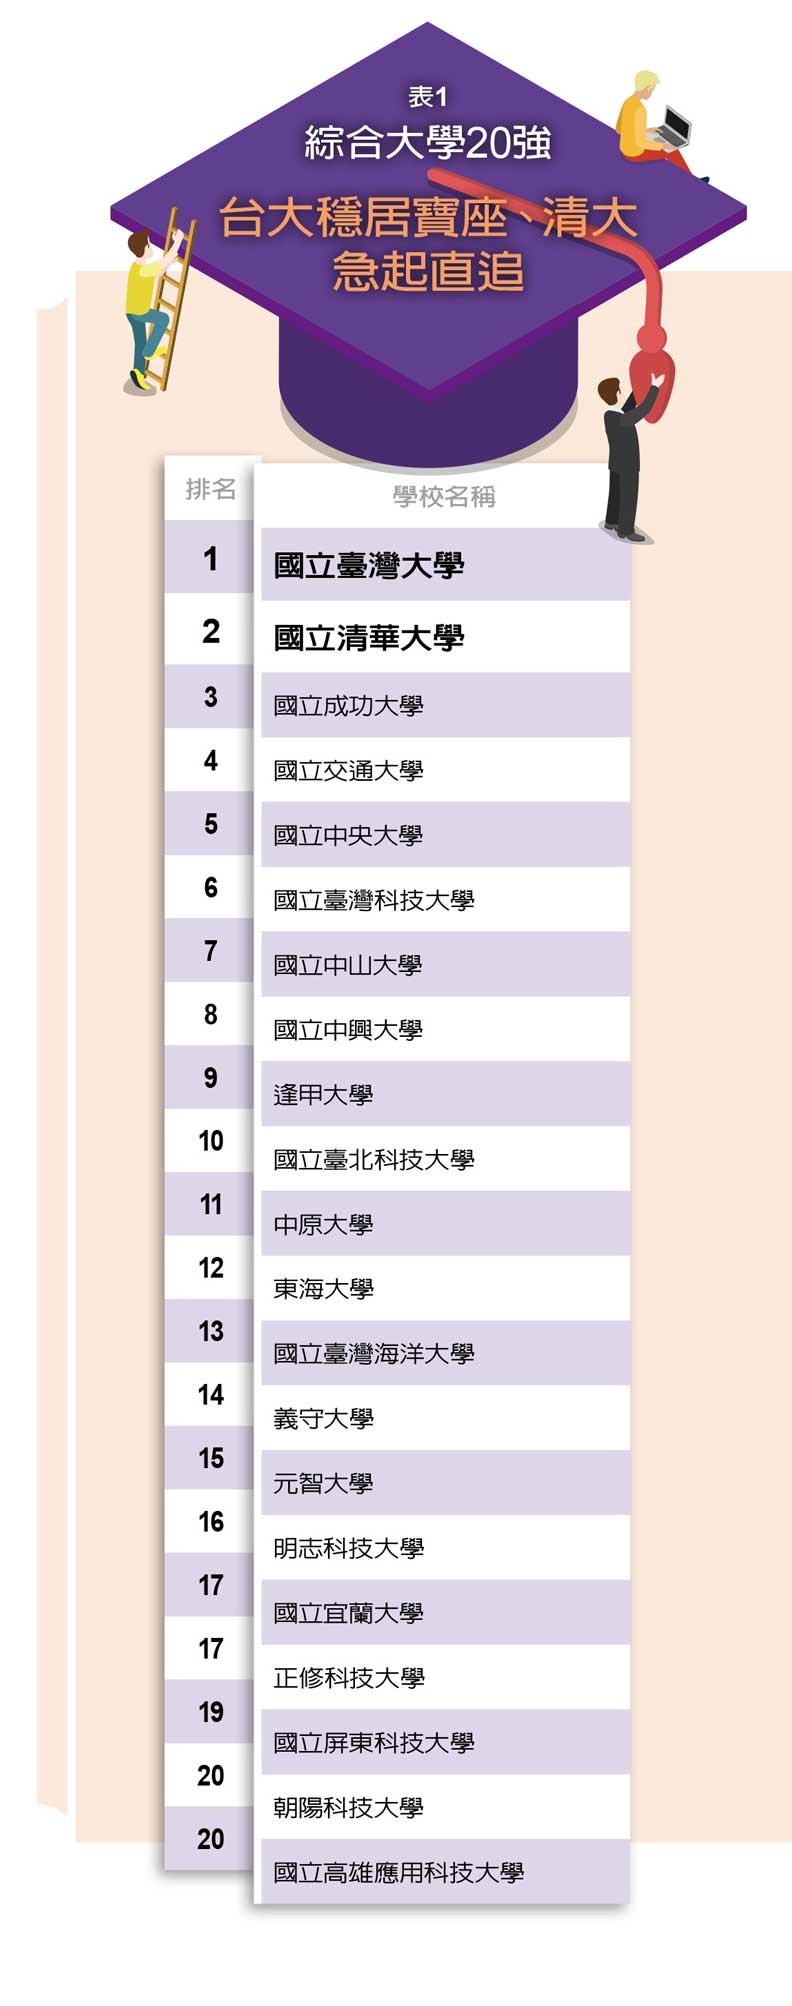 表1
綜合大學20強
台大穩居寶座、清大
急起直追
排名 學校名稱
1 國立臺灣大學
2 國立清華大學
3 國立成功大學
4 國立交通大學
5 國立中央大學
6 國立臺灣科技大學
7 國立中山大學
8 國立中興大學
9 逢甲大學
10 國立臺北科技大學
11 中原大學
12 東海大學
13 國立臺灣海洋大學
14 義守大學
15 元智大學
16 明志科技大學
17 國立宜蘭大學
17 正修科技大學
19 國立屏東科技大學
20 朝陽科技大學
20 國立高雄應用科技大學